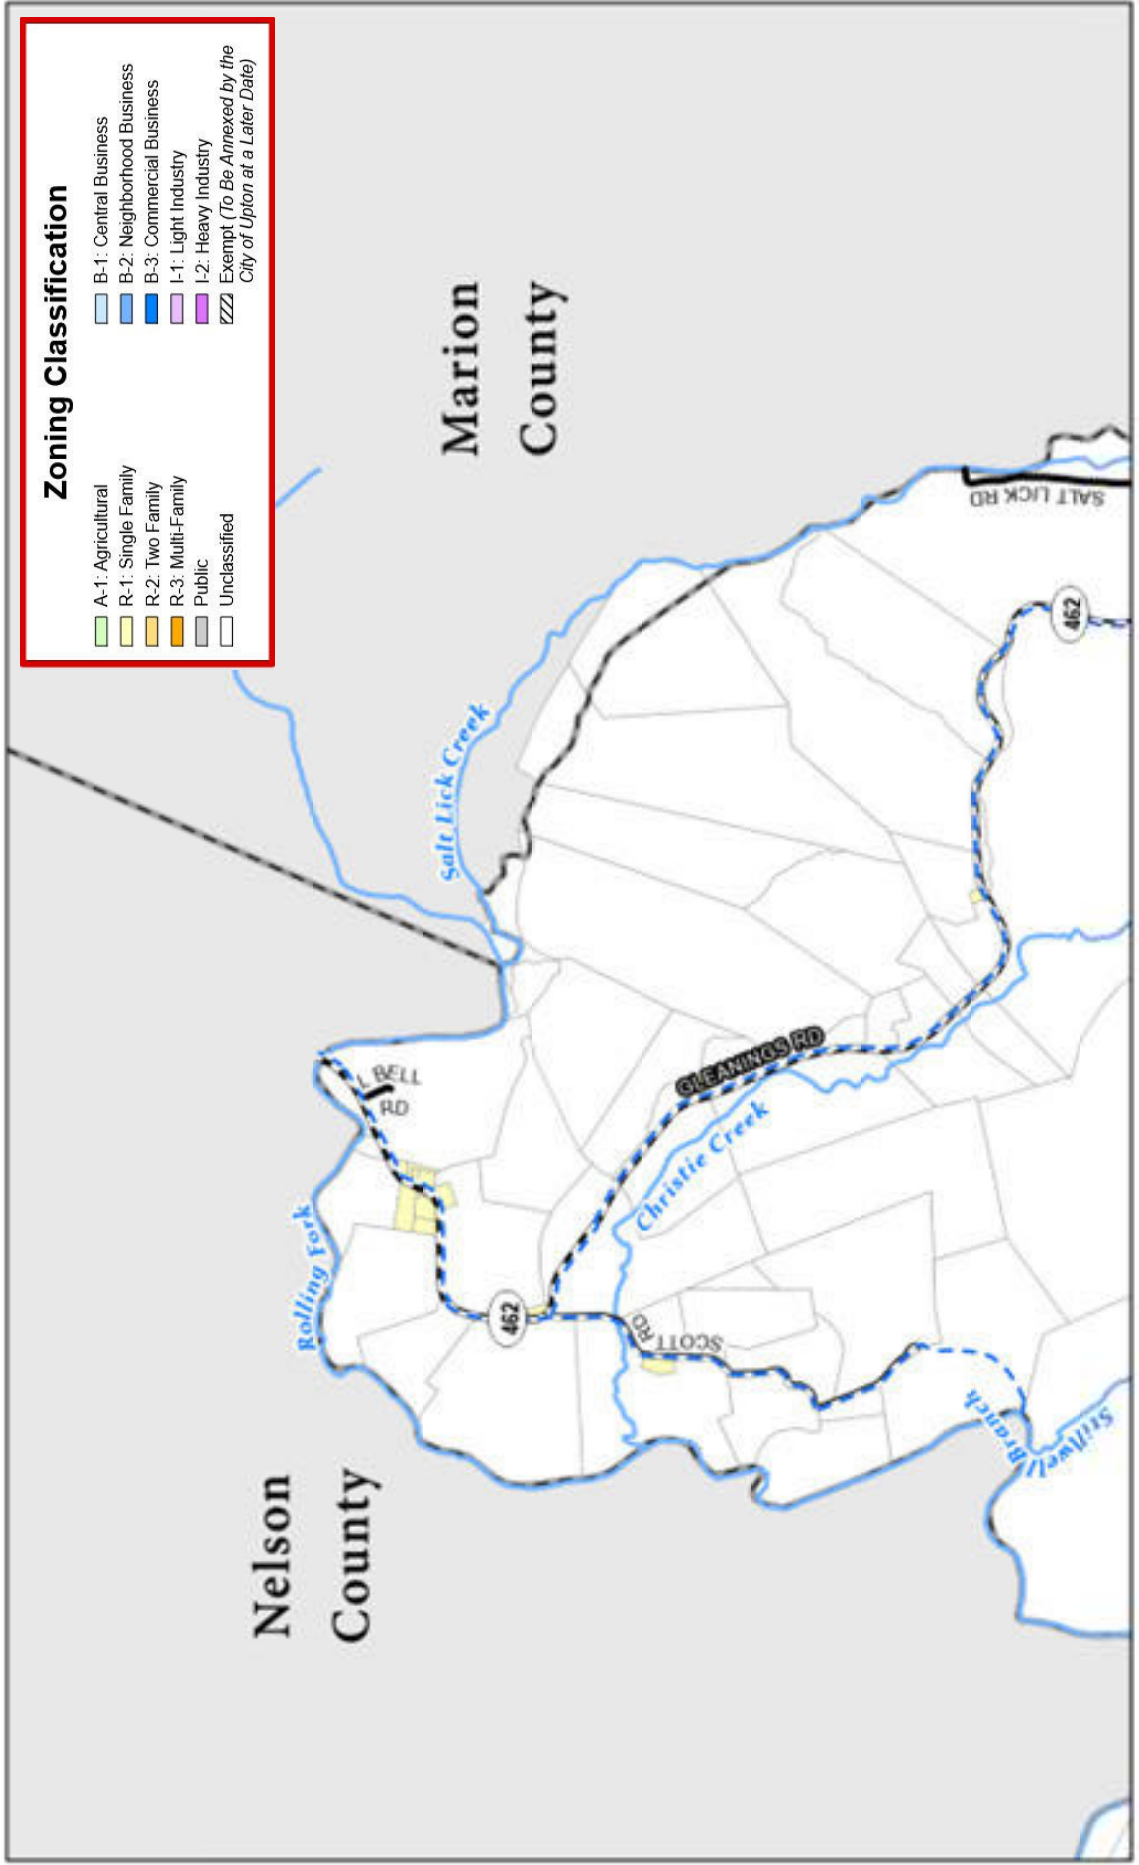 Zoning Classification
A-1: Agricultural
R-1: Single Family
R-2: Two Family
R-3: Multi-Family
Public
Unclassified
B-1: Central Business
B-2: Neighborhood Business
B-3: Commercial Business
I-1: Light Industry
I-2: Heavy Industry
Exempt (To Be Annexed by the
City of Upton at a Later Date)
Nelson
County
Rolling Fork
L BELL
RD
Salt Lick Creek
Marion
County
462
GLEANINGS RD
Christie Creek
SCOTT RD
Stillwell Branch
462
SALT LICK RD